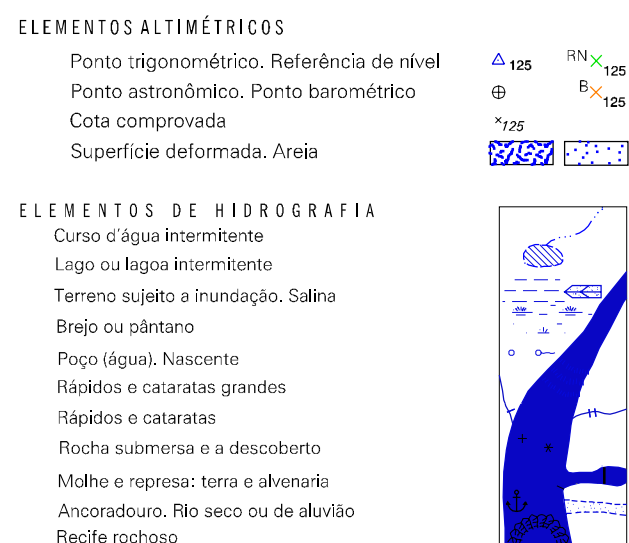 ELEMENTOS ALTIMÉTRICOS
Ponto trigonométrico. Referência de nível
125 RN 125
Ponto astronômico. Ponto barométrico
B 125
Cota comprovada
125
Superfície deformada. Areia
ELEMENTOS DE HIDROGRAFIA
Curso d'água intermitente
Lago ou lagoa intermitente
Terreno sujeito a inundação. Salina
Brejo ou pântano
Poço (água). Nascente
Rápidos e cataratas grandes
Rápidos e cataratas
Rocha submersa e a descoberto
Molhe e represa: terra e alvenaria
Ancoradouro. Rio seco ou de aluvião
Recife rochoso